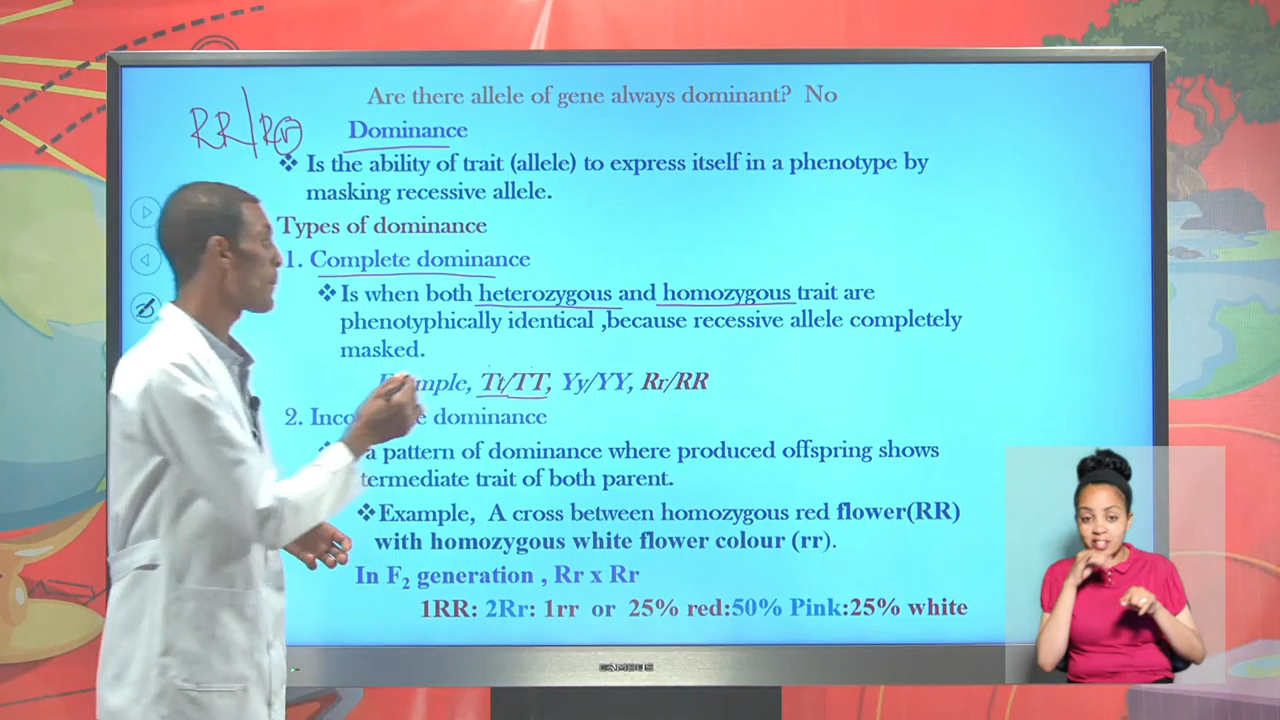 Are there allele of gene always dominant? No
RR/Rr
Dominance
❖ Is the ability of trait (allele) to express itself in a phenotype by
masking recessive allele.
Types of dominance
1. Complete dominance
❖ Is when both heterozygous and homozygous trait are
phenotyphically identical ,because recessive allele completely
masked.
mple, Tt/TT, Yy/YY, Rr/RR
2. Inco e dominance
a pattern of dominance where produced offspring shows
termediate trait of both parent.
❖ Example, A cross between homozygous red flower(RR)
with homozygous white flower colour (rr).
In F₂ generation , Rr x Rr
1RR: 2Rr: 1rr or 25% red:50% Pink:25% white